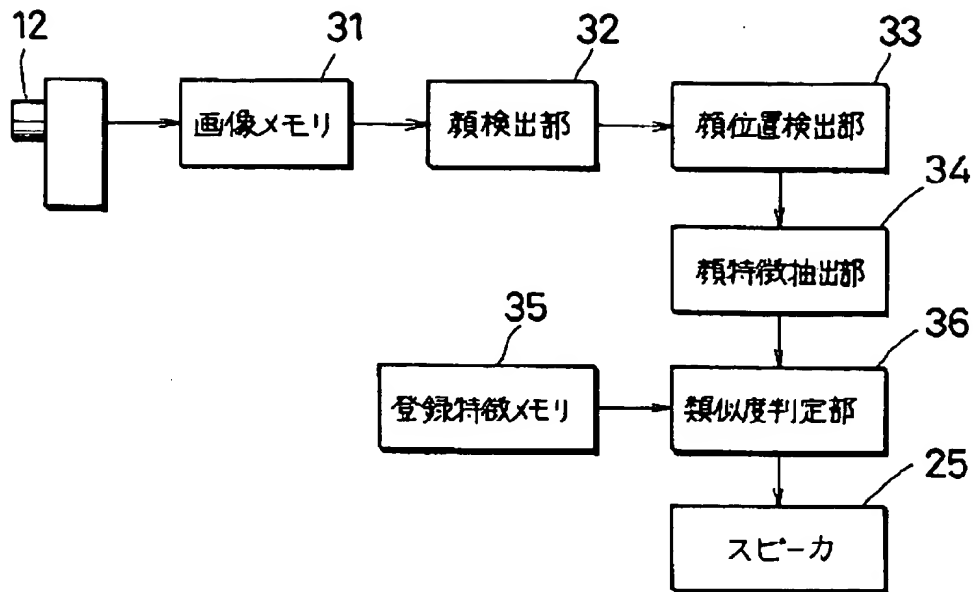 12
31
32
33
画像メモリ
顔検出部
顔位置検出部
34
顔特徴抽出部
35
36
登録特徴メモリ
類似度判定部
25
スピーカ